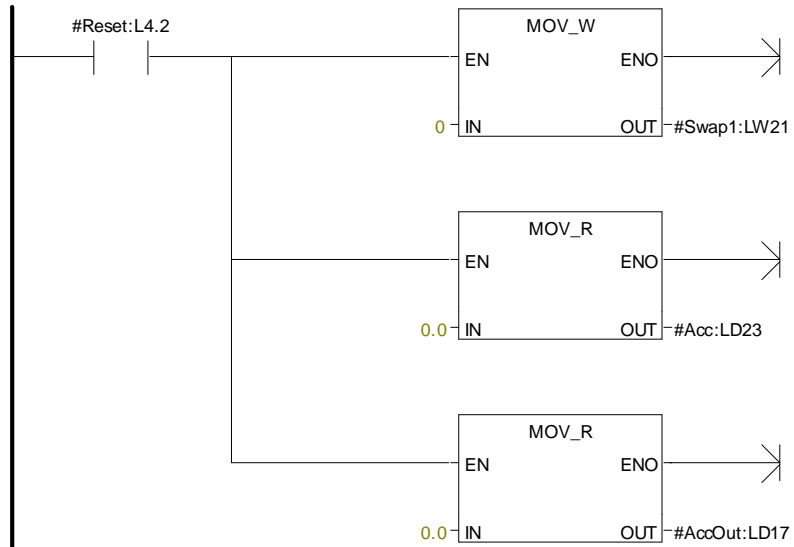 #Reset:L4.2
MOV_W
EN ENO
0 IN OUT #Swap1:LW21
MOV_R
EN ENO
0.0 IN OUT #Acc:LD23
MOV_R
EN ENO
0.0 IN OUT #AccOut:LD17